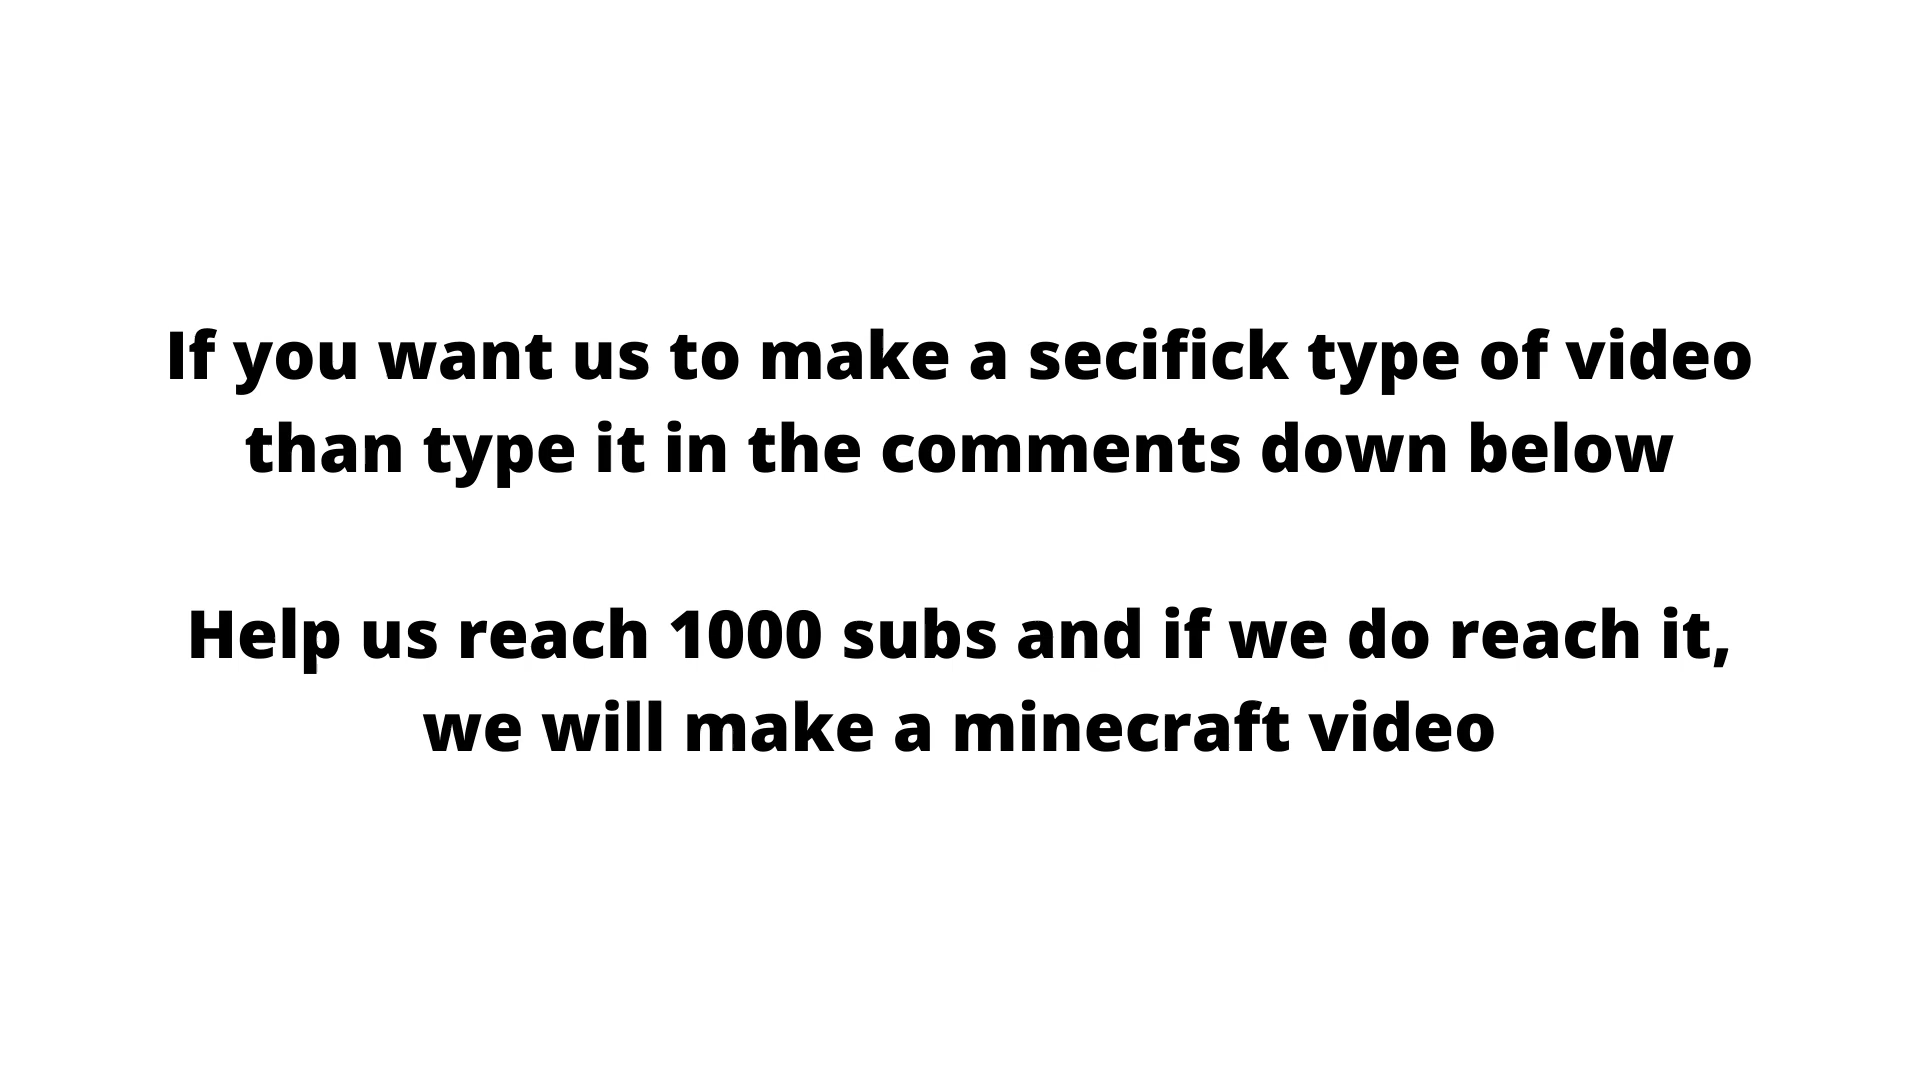 If you want us to make a secifick type of video
than type it in the comments down below
Help us reach 1000 subs and if we do reach it,
we will make a minecraft video